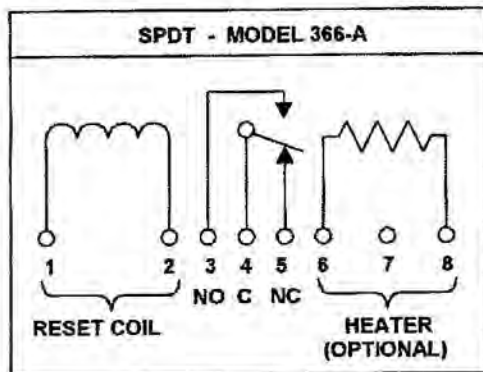 SPDT - MODEL 366-A
1 2 3 4 5 6 7 8
NO C NC
RESET COIL
HEATER
(OPTIONAL)